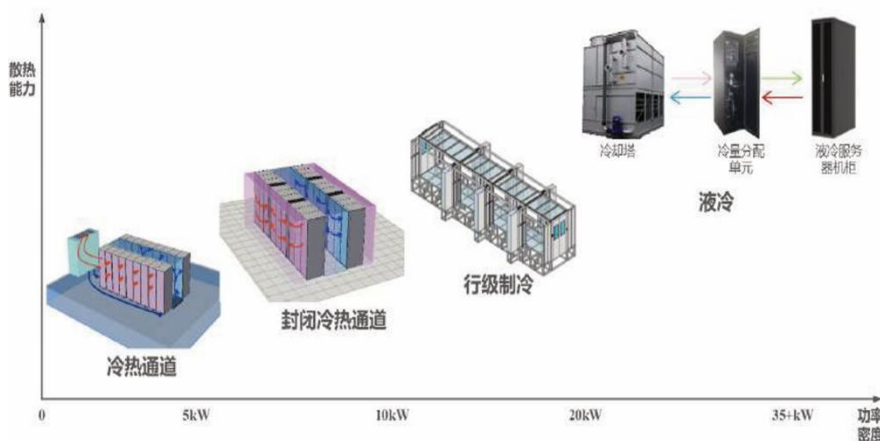 散热
能力
冷却塔
冷量分配
单元
液冷服务
器机柜
液冷
行级制冷
封闭冷热通道
冷热通道
0
5kW
10kW
20kW
35+kW
功率
密度